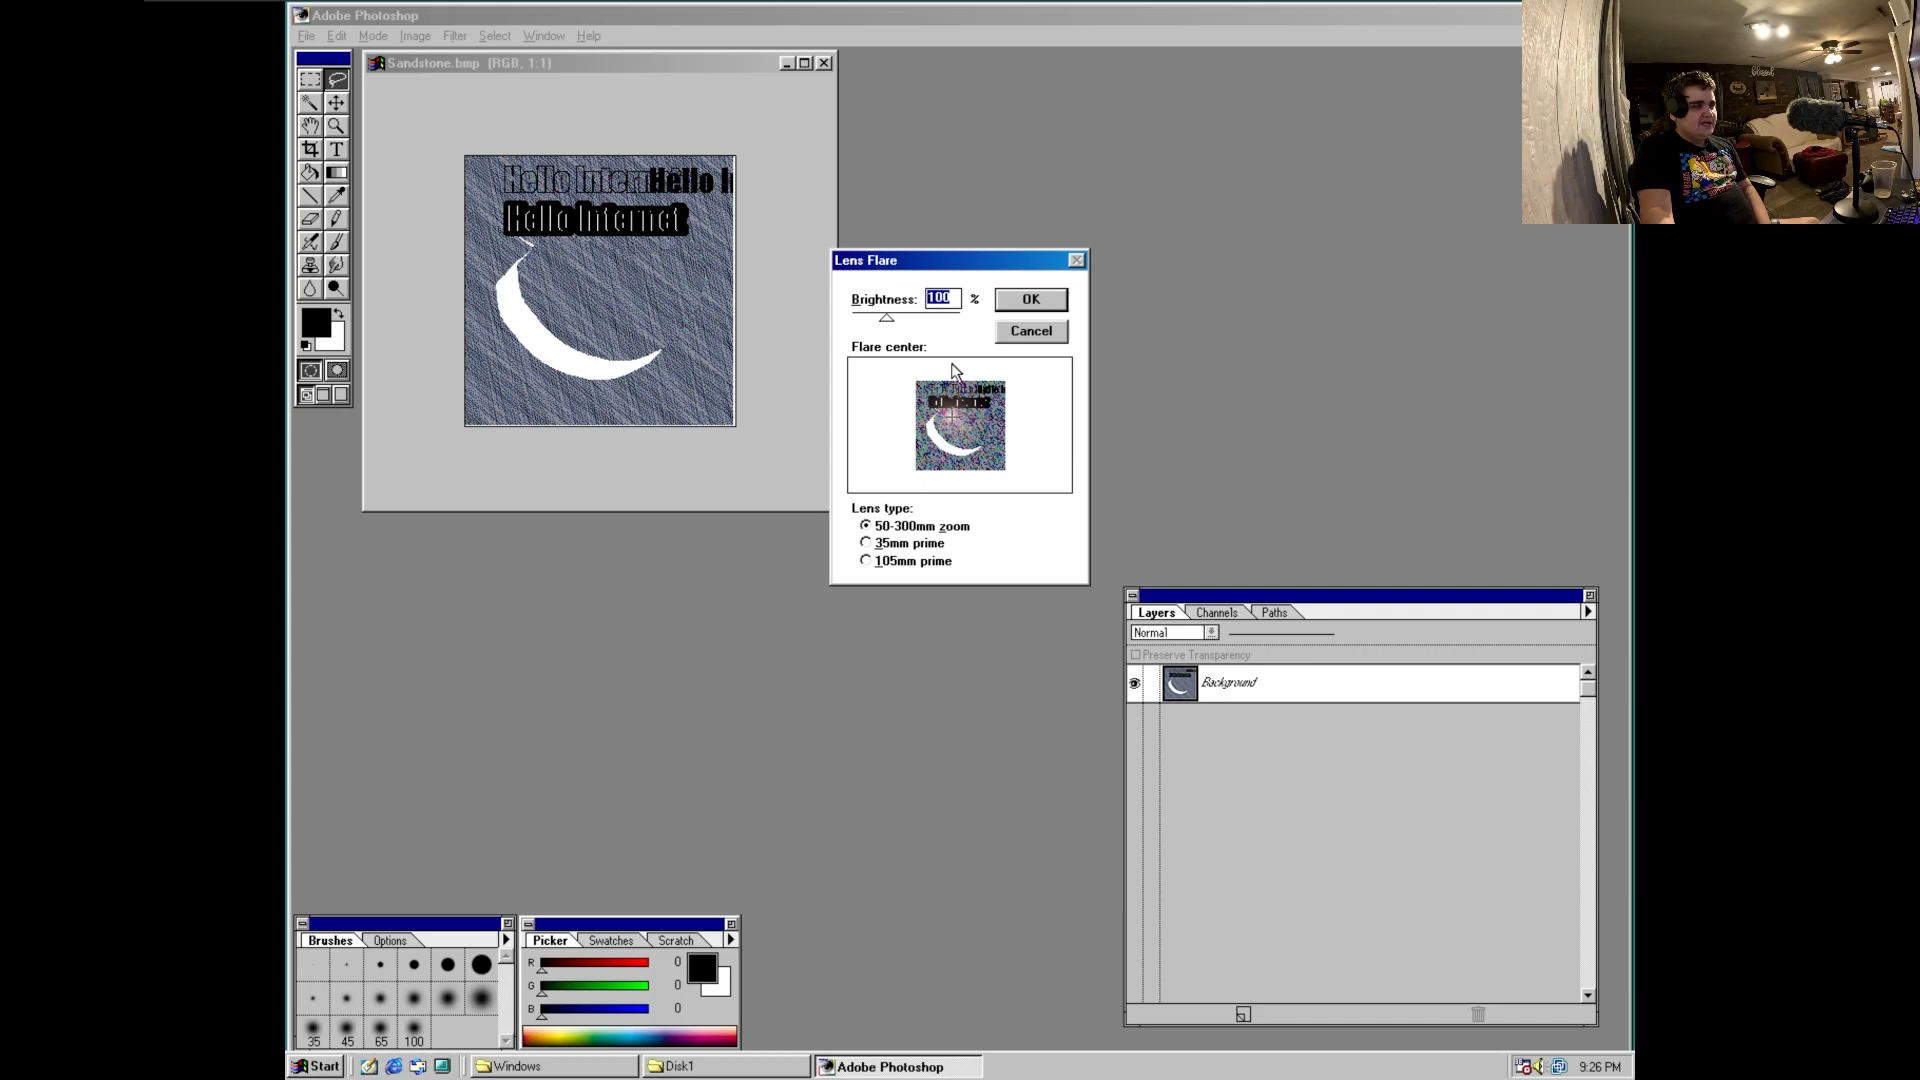 Adobe Photoshop
File Edit Mode Image Filter Select Window Help
Sandstone.bmp (RGB, 1:1)
Hello Internet
Hello I
Hello Internet
T
Lens Flare
Brightness: 100 % OK
Cancel
Flare center:
Lens type:
50-300mm zoom
35mm prime
105mm prime
Layers Channels Paths
Normal
Preserve Transparency
Background
Brushes Options
35 45 65 100
Picker Swatches Scratch
R 0
G 0
B 0
Start Windows Disk1 Adobe Photoshop 9:26 PM